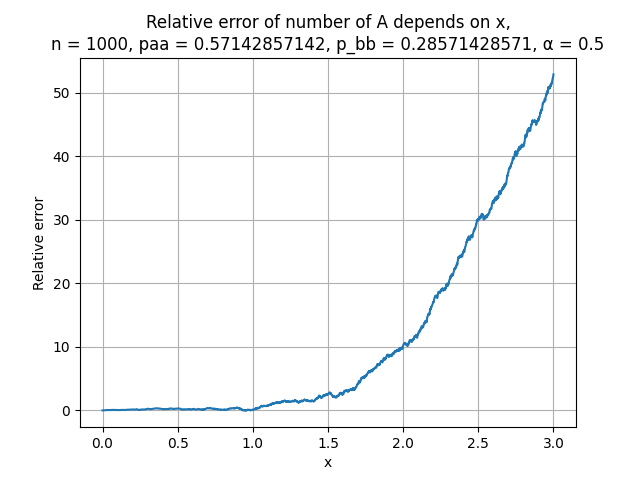 Relative error of number of A depends on x,
n = 1000, paa = 0.57142857142, p_bb = 0.28571428571, α = 0.5
50
40
30
20
10
0
Relative error
0.0 0.5 1.0 1.5 2.0 2.5 3.0
x